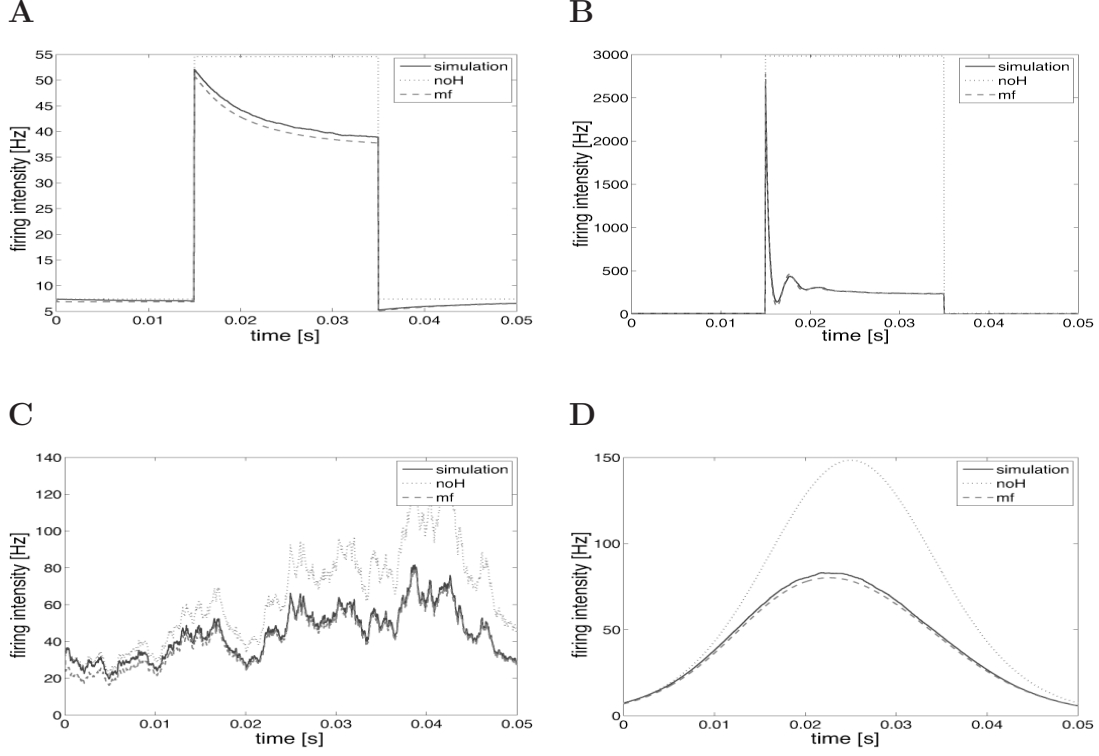 A
firing intensity [Hz]
55
50
45
40
35
30
25
20
15
10
5
0
0.01
0.02
0.03
0.04
0.05
time [s]
simulation
noH
mf
B
firing intensity [Hz]
3000
2500
2000
1500
1000
500
0
0
0.01
0.02
0.03
0.04
0.05
time [s]
simulation
noH
mf
C
firing intensity [Hz]
140
120
100
80
60
40
20
0
0
0.01
0.02
0.03
0.04
0.05
time [s]
simulation
noH
mf
D
firing intensity [Hz]
150
100
50
0
0
0.01
0.02
0.03
0.04
0.05
time [s]
simulation
noH
mf